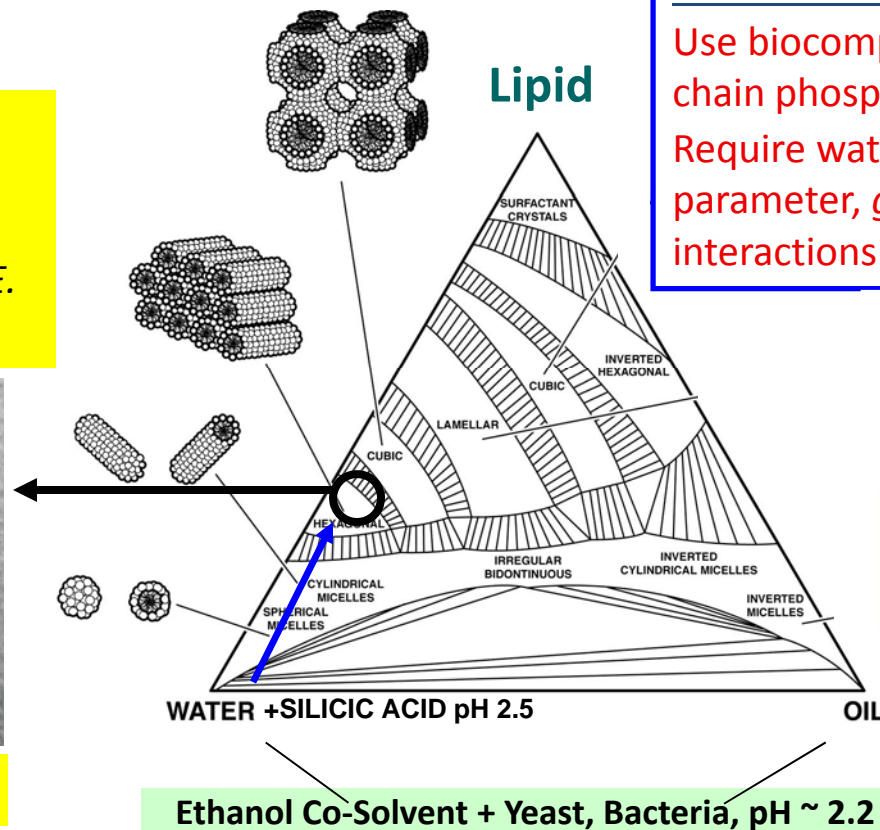 Use biocomp
chain phosp
Require wat
parameter, g
interactions
Lipid
E.
SURFACTANT
CRYSTALS
INVERTED
HEXAGONAL
CUBIC
LAMELLAR
CUBIC
HEXAGONAL
IRREGULAR
BIDONTINUOUS
INVERTED
CYLINDRICAL MICELLES
CYLINDRICAL
MICELLES
SPHERICAL
MICELLES
INVERTED
MICELLES
WATER +SILICIC ACID pH 2.5
OIL
Ethanol Co-Solvent + Yeast, Bacteria, pH ~ 2.2